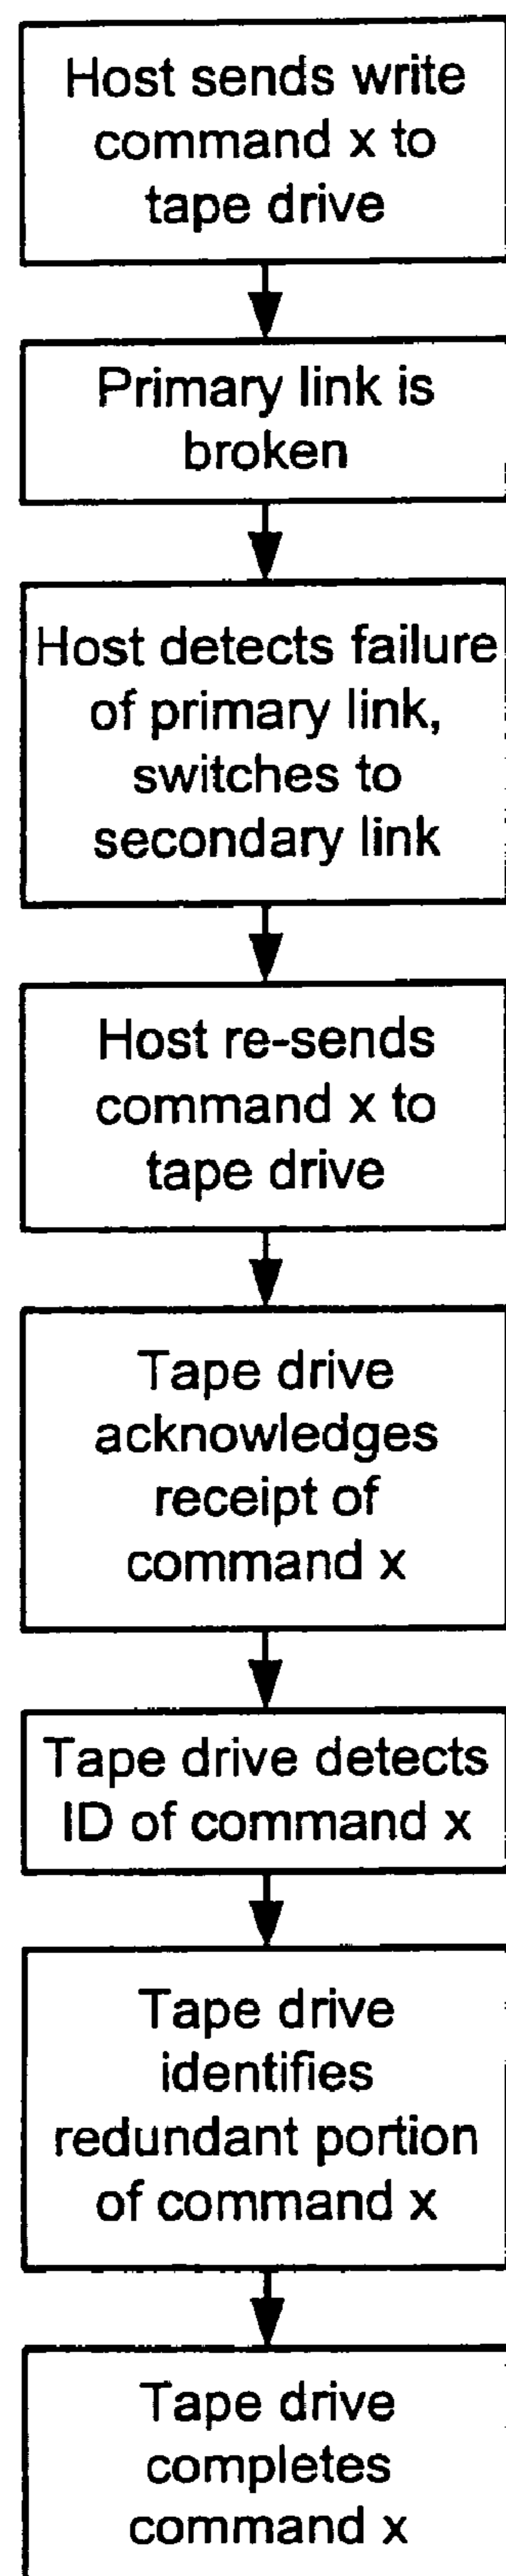 Host sends write
command x to
tape drive
Primary link is
broken
Host detects failure
of primary link,
switches to
secondary link
Host re-sends
command x to
tape drive
Tape drive
acknowledges
receipt of
command x
Tape drive detects
ID of command x
Tape drive
identifies
redundant portion
of command x
Tape drive
completes
command x